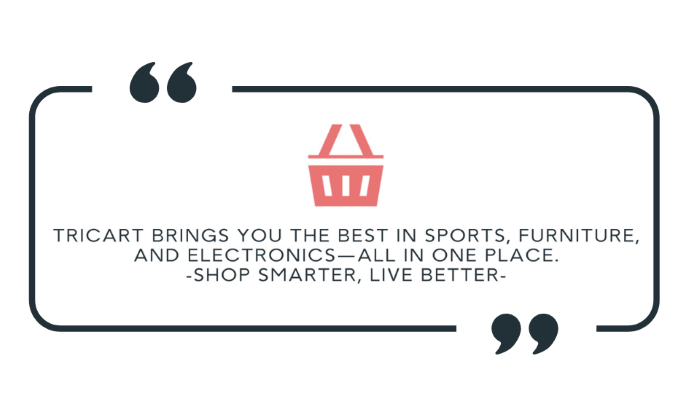 TRICART BRINGS YOU THE BEST IN SPORTS, FURNITURE,
AND ELECTRONICS—ALL IN ONE PLACE.
-SHOP SMARTER, LIVE BETTER-